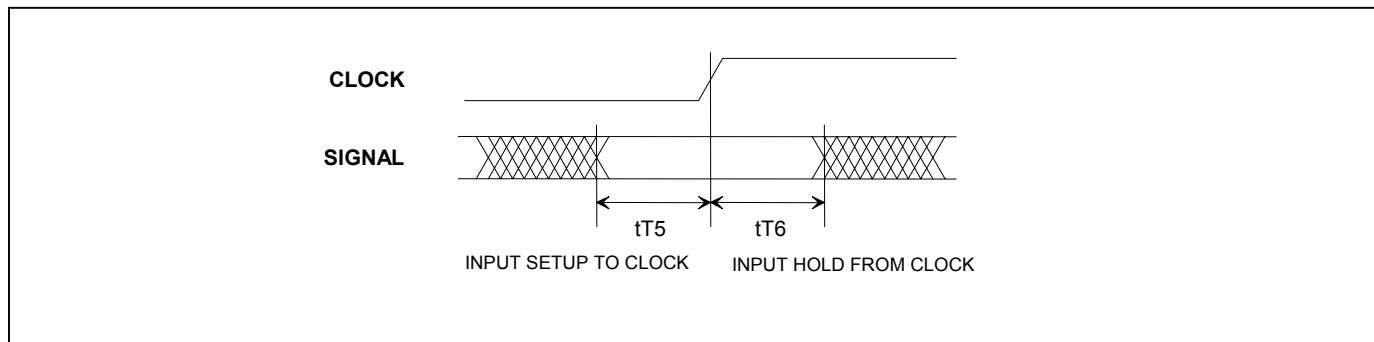 CLOCK
SIGNAL
tT5 tT6
INPUT SETUP TO CLOCK INPUT HOLD FROM CLOCK